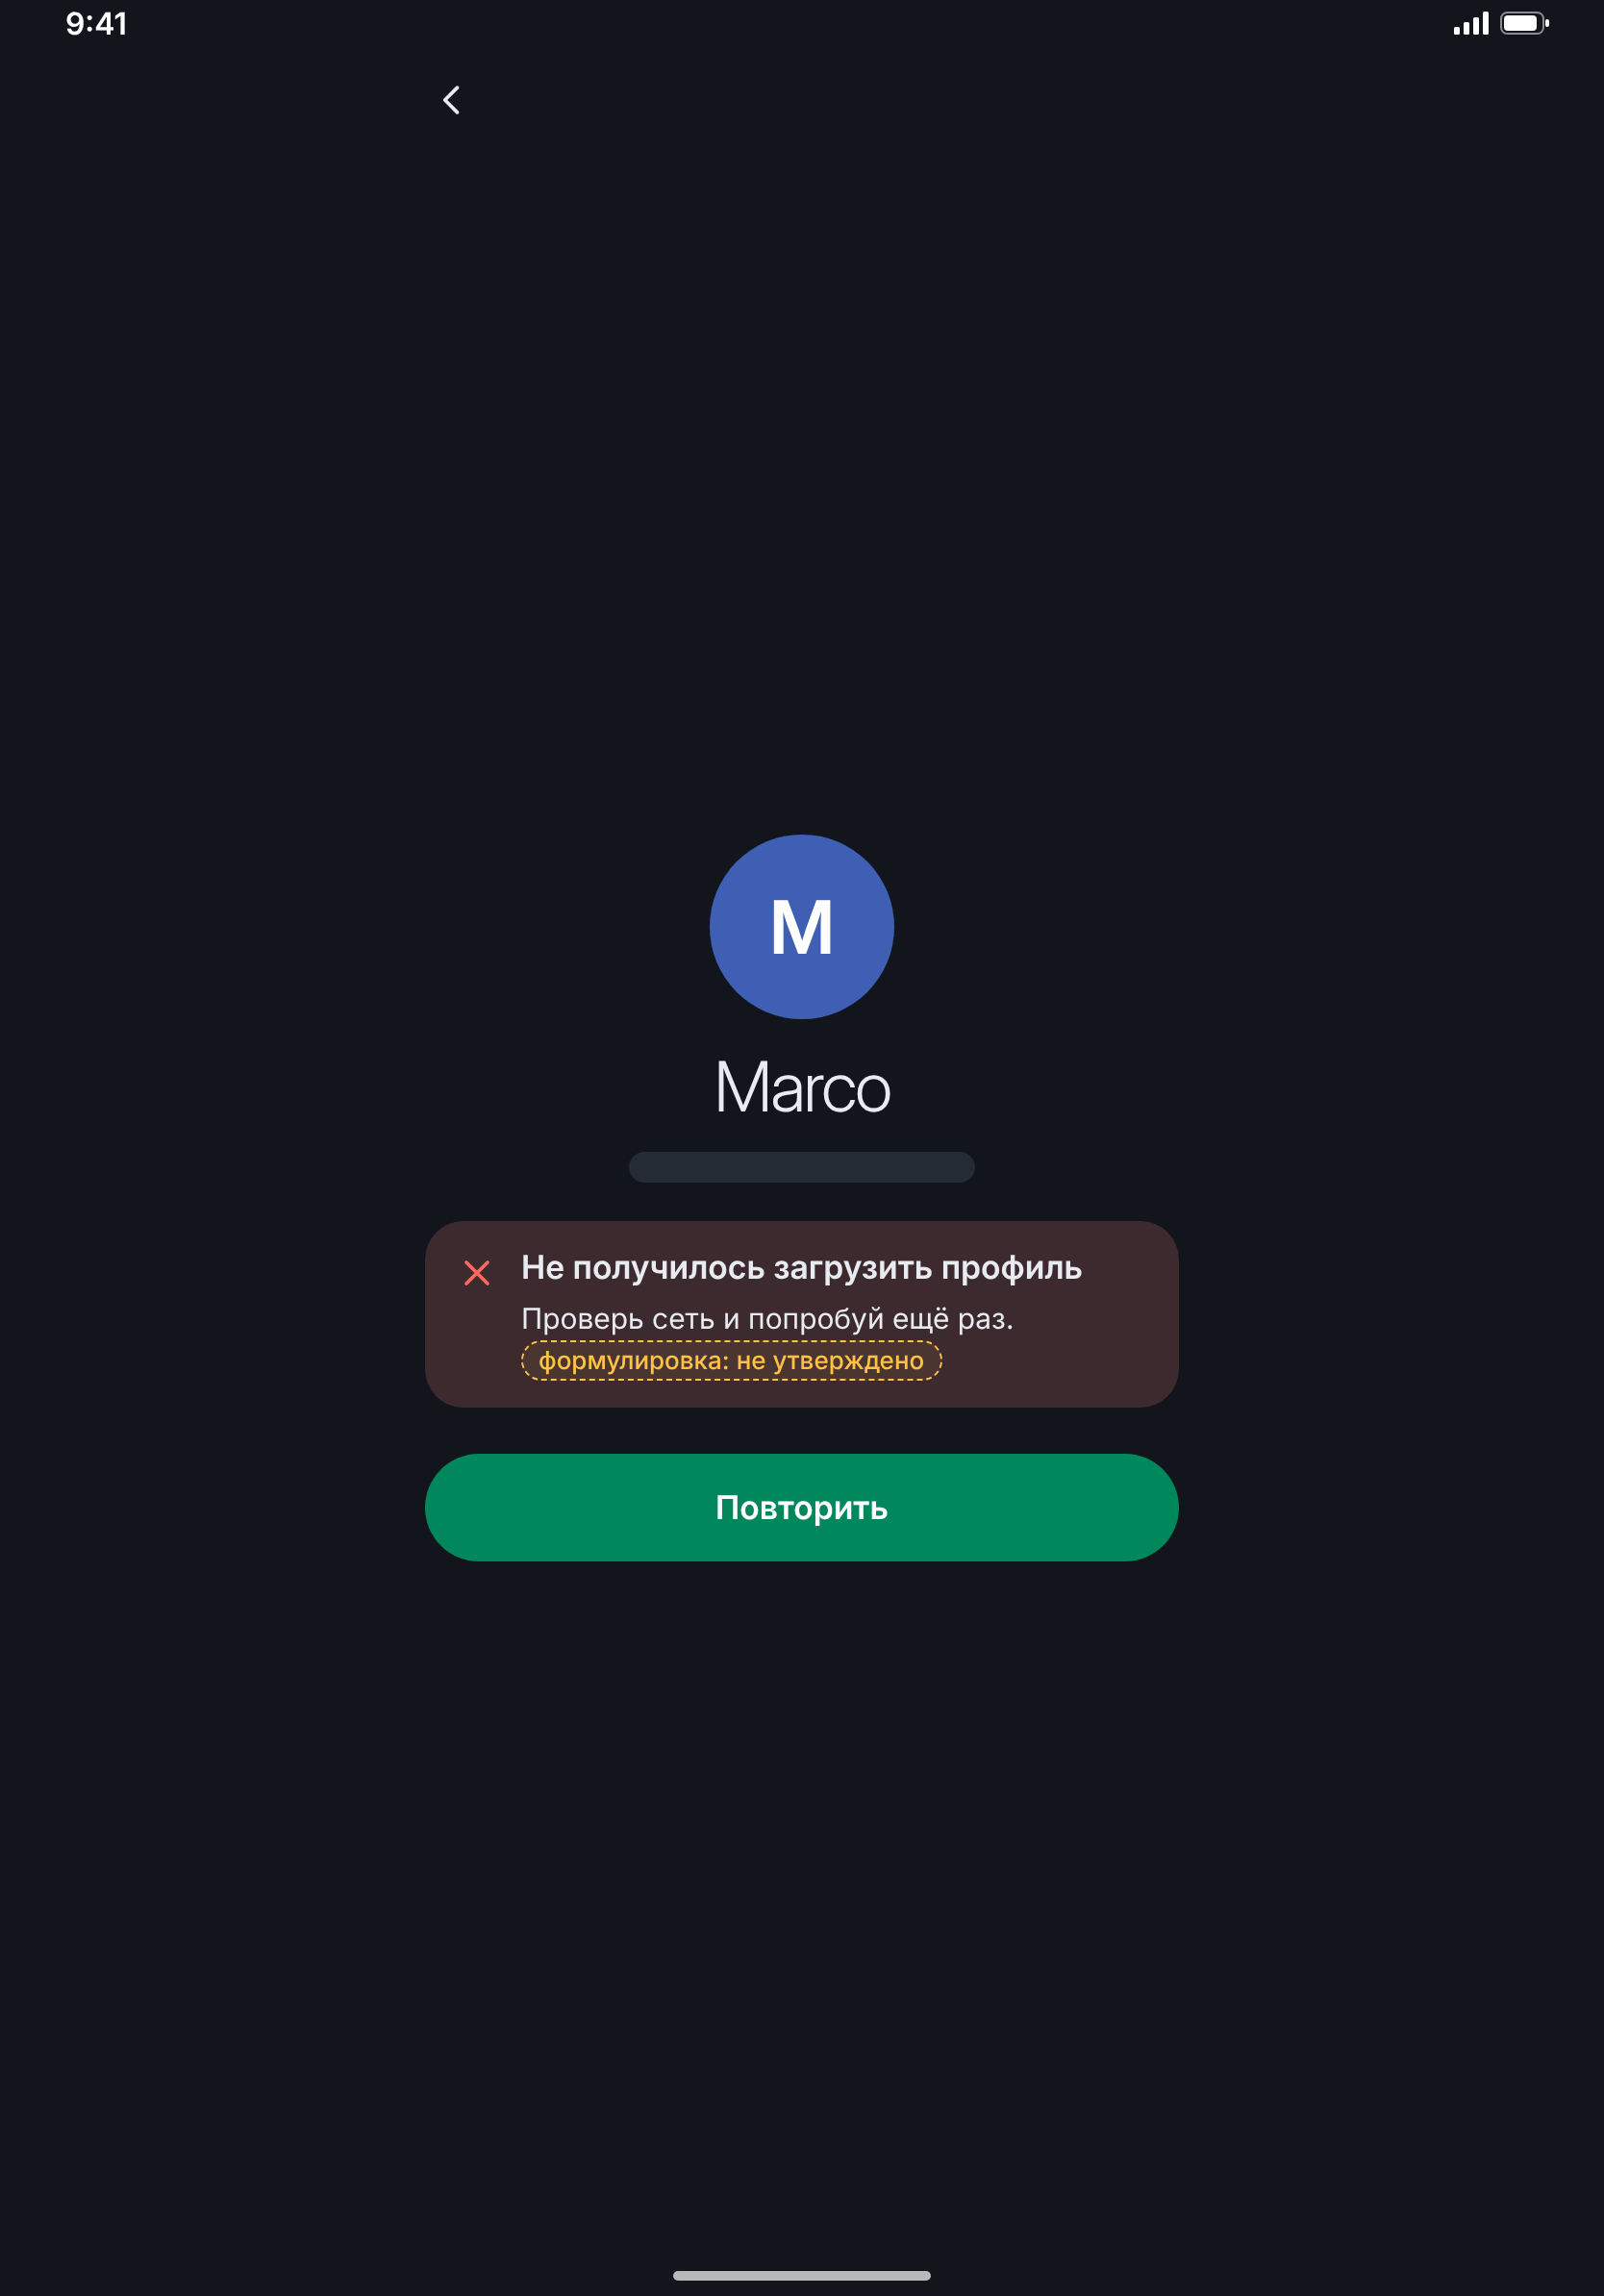 9:41
M
Marco
Не получилось загрузить профиль
Проверь сеть и попробуй ещё раз.
формулировка: не утверждено
Повторить